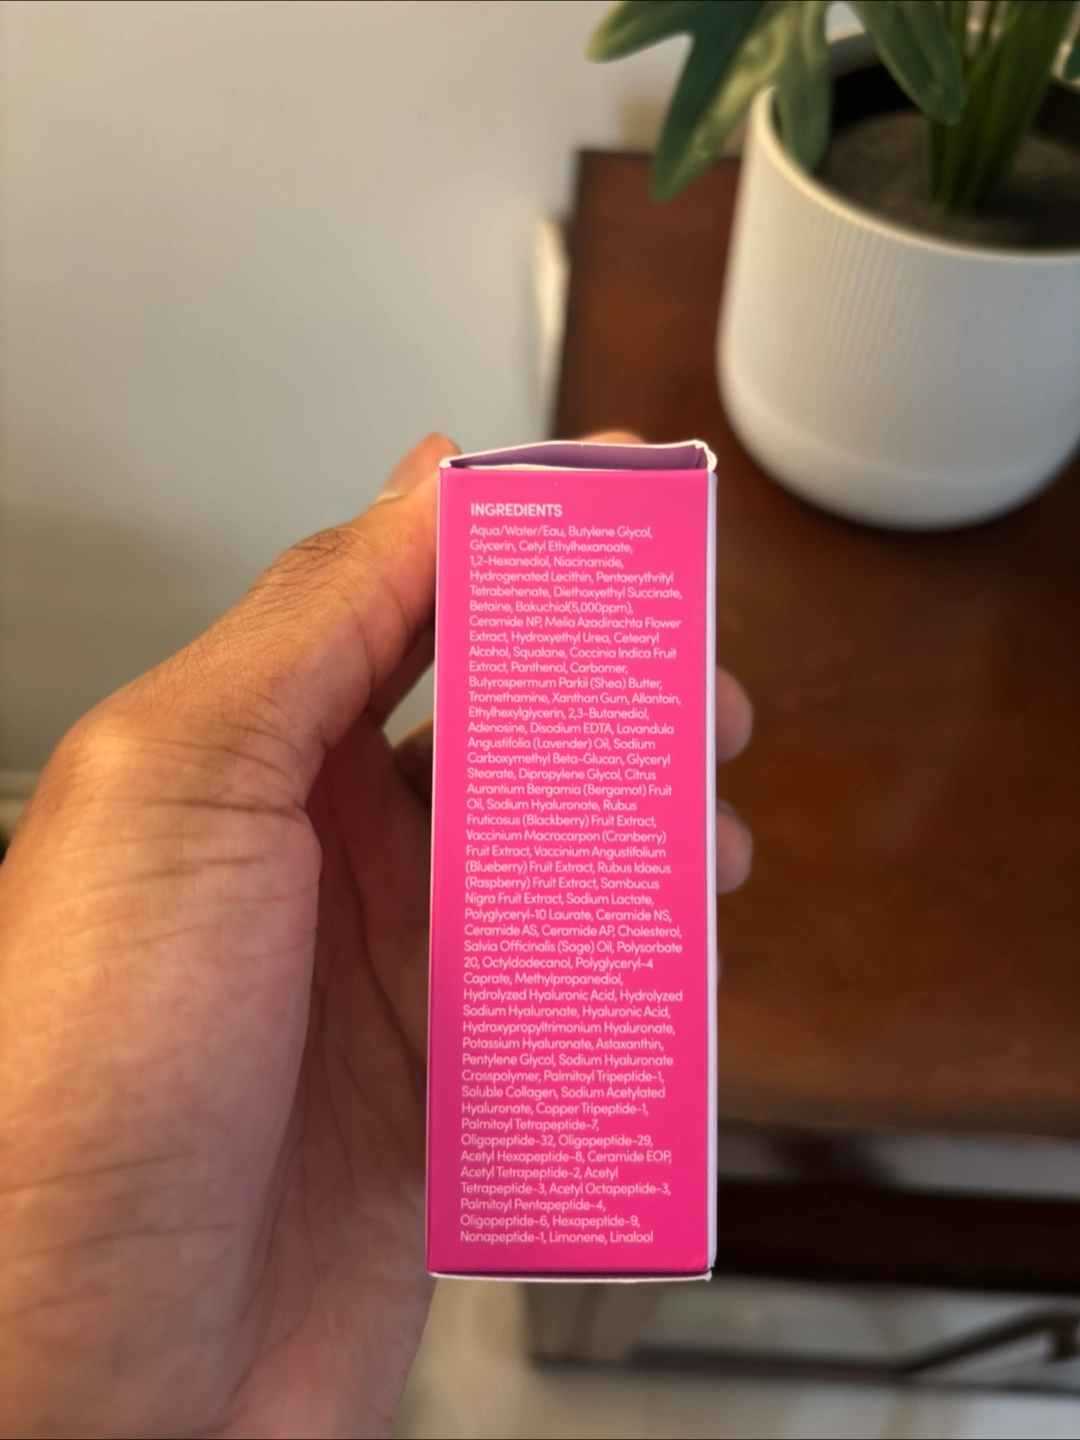 INGREDIENTS
Aqua/Water/Eau, Butylene Glycol,
Glycerin, Cetyl Ethylhexanoate,
1,2-Hexanediol, Niacinamide,
Hydrogenated Lecithin, Pentaerythrityl
Tetrabehenate, Diethoxyethyl Succinate,
Betaine, Bakuchiol(5,000ppm),
Ceramide NP, Melia Azadirachta Flower
Extract, Hydroxyethyl Urea, Cetearyl
Alcohol, Squalane, Coccinia Indica Fruit
Extract, Panthenol, Carbomer,
Butyrospermum Parkii (Shea) Butter,
Tromethamine, Xanthan Gum, Allantoin,
Ethylhexylglycerin, 2,3-Butanediol,
Adenosine, Disodium EDTA, Lavandula
Angustifolia (Lavender) Oil, Sodium
Carboxymethyl Beta-Glucan, Glyceryl
Stearate, Dipropylene Glycol, Citrus
Aurantium Bergamia (Bergamot) Fruit
Oil, Sodium Hyaluronate, Rubus
Fruticosus (Blackberry) Fruit Extract,
Vaccinium Macrocarpon (Cranberry)
Fruit Extract, Vaccinium Angustifolium
(Blueberry) Fruit Extract, Rubus Idaeus
(Raspberry) Fruit Extract, Sambucus
Nigra Fruit Extract, Sodium Lactate,
Polyglyceryl-10 Laurate, Ceramide NS,
Ceramide AS, Ceramide AP, Cholesterol,
Salvia Officinalis (Sage) Oil, Polysorbate
20, Octyldodecanol, Polyglyceryl-4
Caprate, Methylpropanediol,
Hydrolyzed Hyaluronic Acid, Hydrolyzed
Sodium Hyaluronate, Hyaluronic Acid,
Hydroxypropyltrimonium Hyaluronate,
Potassium Hyaluronate, Astaxanthin,
Pentylene Glycol, Sodium Hyaluronate
Crosspolymer, Palmitoyl Tripeptide-1,
Soluble Collagen, Sodium Acetylated
Hyaluronate, Copper Tripeptide-1,
Palmitoyl Tetrapeptide-7,
Oligopeptide-32, Oligopeptide-29,
Acetyl Hexapeptide-8, Ceramide EOP,
Acetyl Tetrapeptide-2, Acetyl
Tetrapeptide-3, Acetyl Octapeptide-3,
Palmitoyl Pentapeptide-4,
Oligopeptide-6, Hexapeptide-9,
Nonapeptide-1, Limonene, Linalool